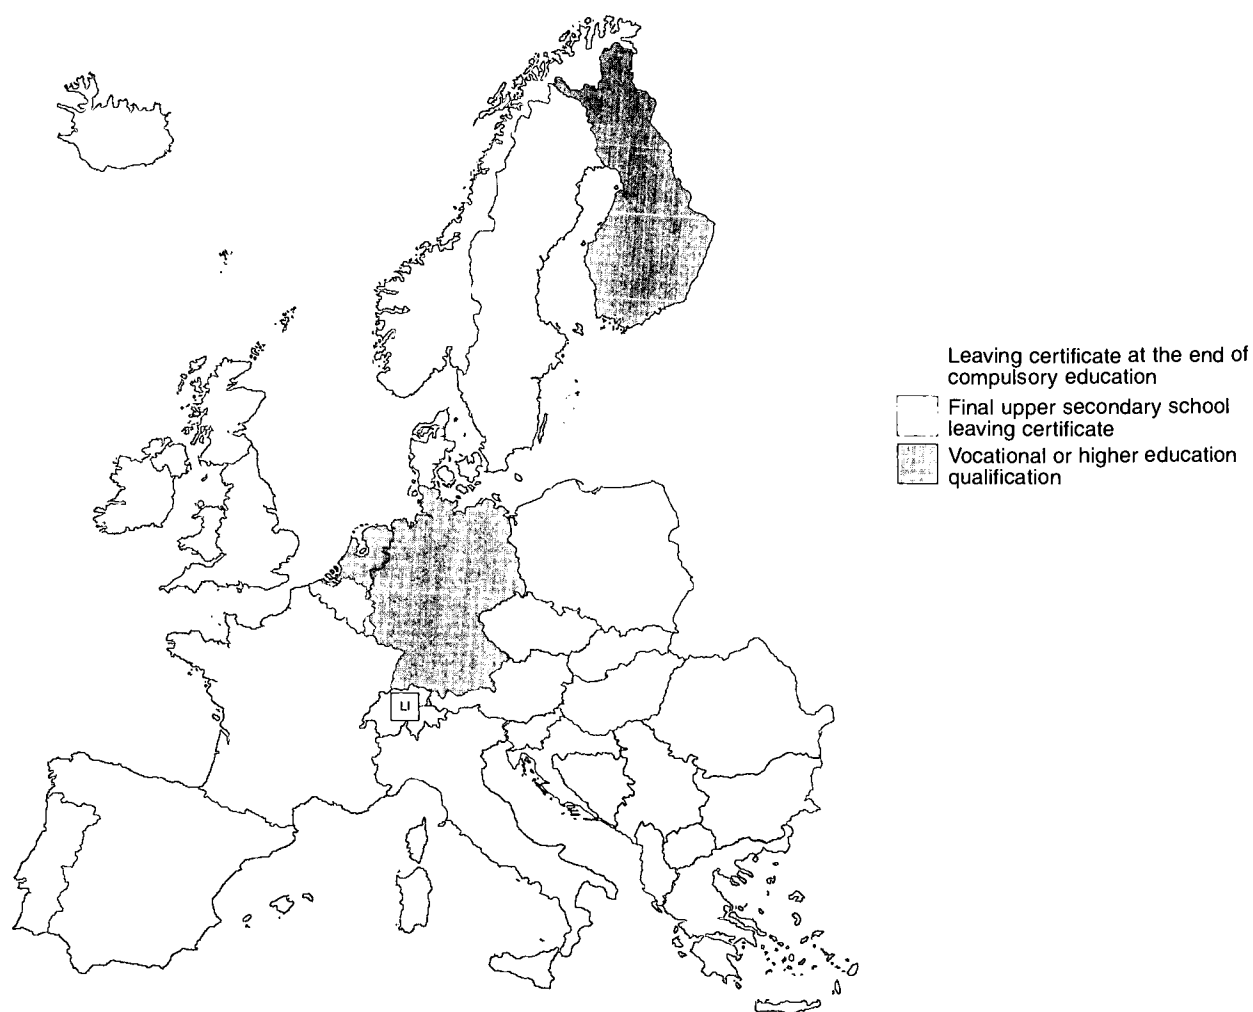 Leaving certificate at the end of
compulsory education
Final upper secondary school
leaving certificate
Vocational or higher education
qualification
LI